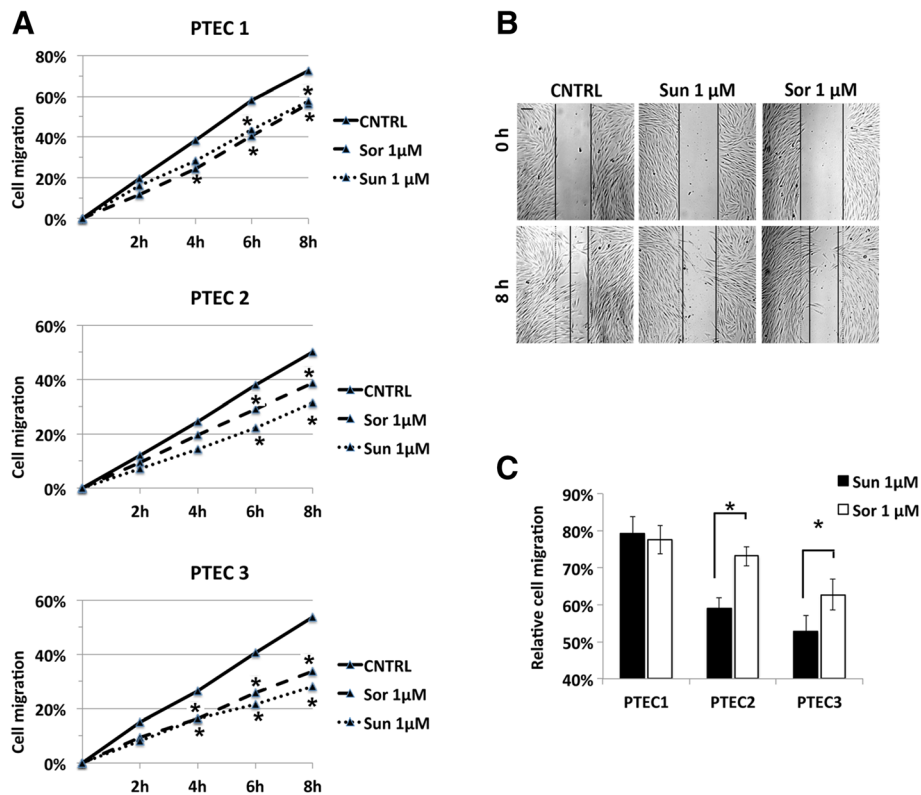 A
PTEC 1
Cell migration
80%
60%
40%
20%
0%
2h 4h 6h 8h
* * * * *
CNTRL
Sor 1µM
Sun 1 µM
PTEC 2
Cell migration
60%
40%
20%
0%
2h 4h 6h 8h
* * * *
CNTRL
Sor 1µM
Sun 1µM
PTEC 3
Cell migration
60%
40%
20%
0%
2h 4h 6h 8h
* * * * * *
CNTRL
Sor 1µM
Sun 1µM
B
CNTRL Sun 1 µM Sor 1 µM
0 h
8 h
C
Relative cell migration
90%
80%
70%
60%
50%
40%
PTEC1 PTEC2 PTEC3
* *
Sun 1µM
Sor 1 µM